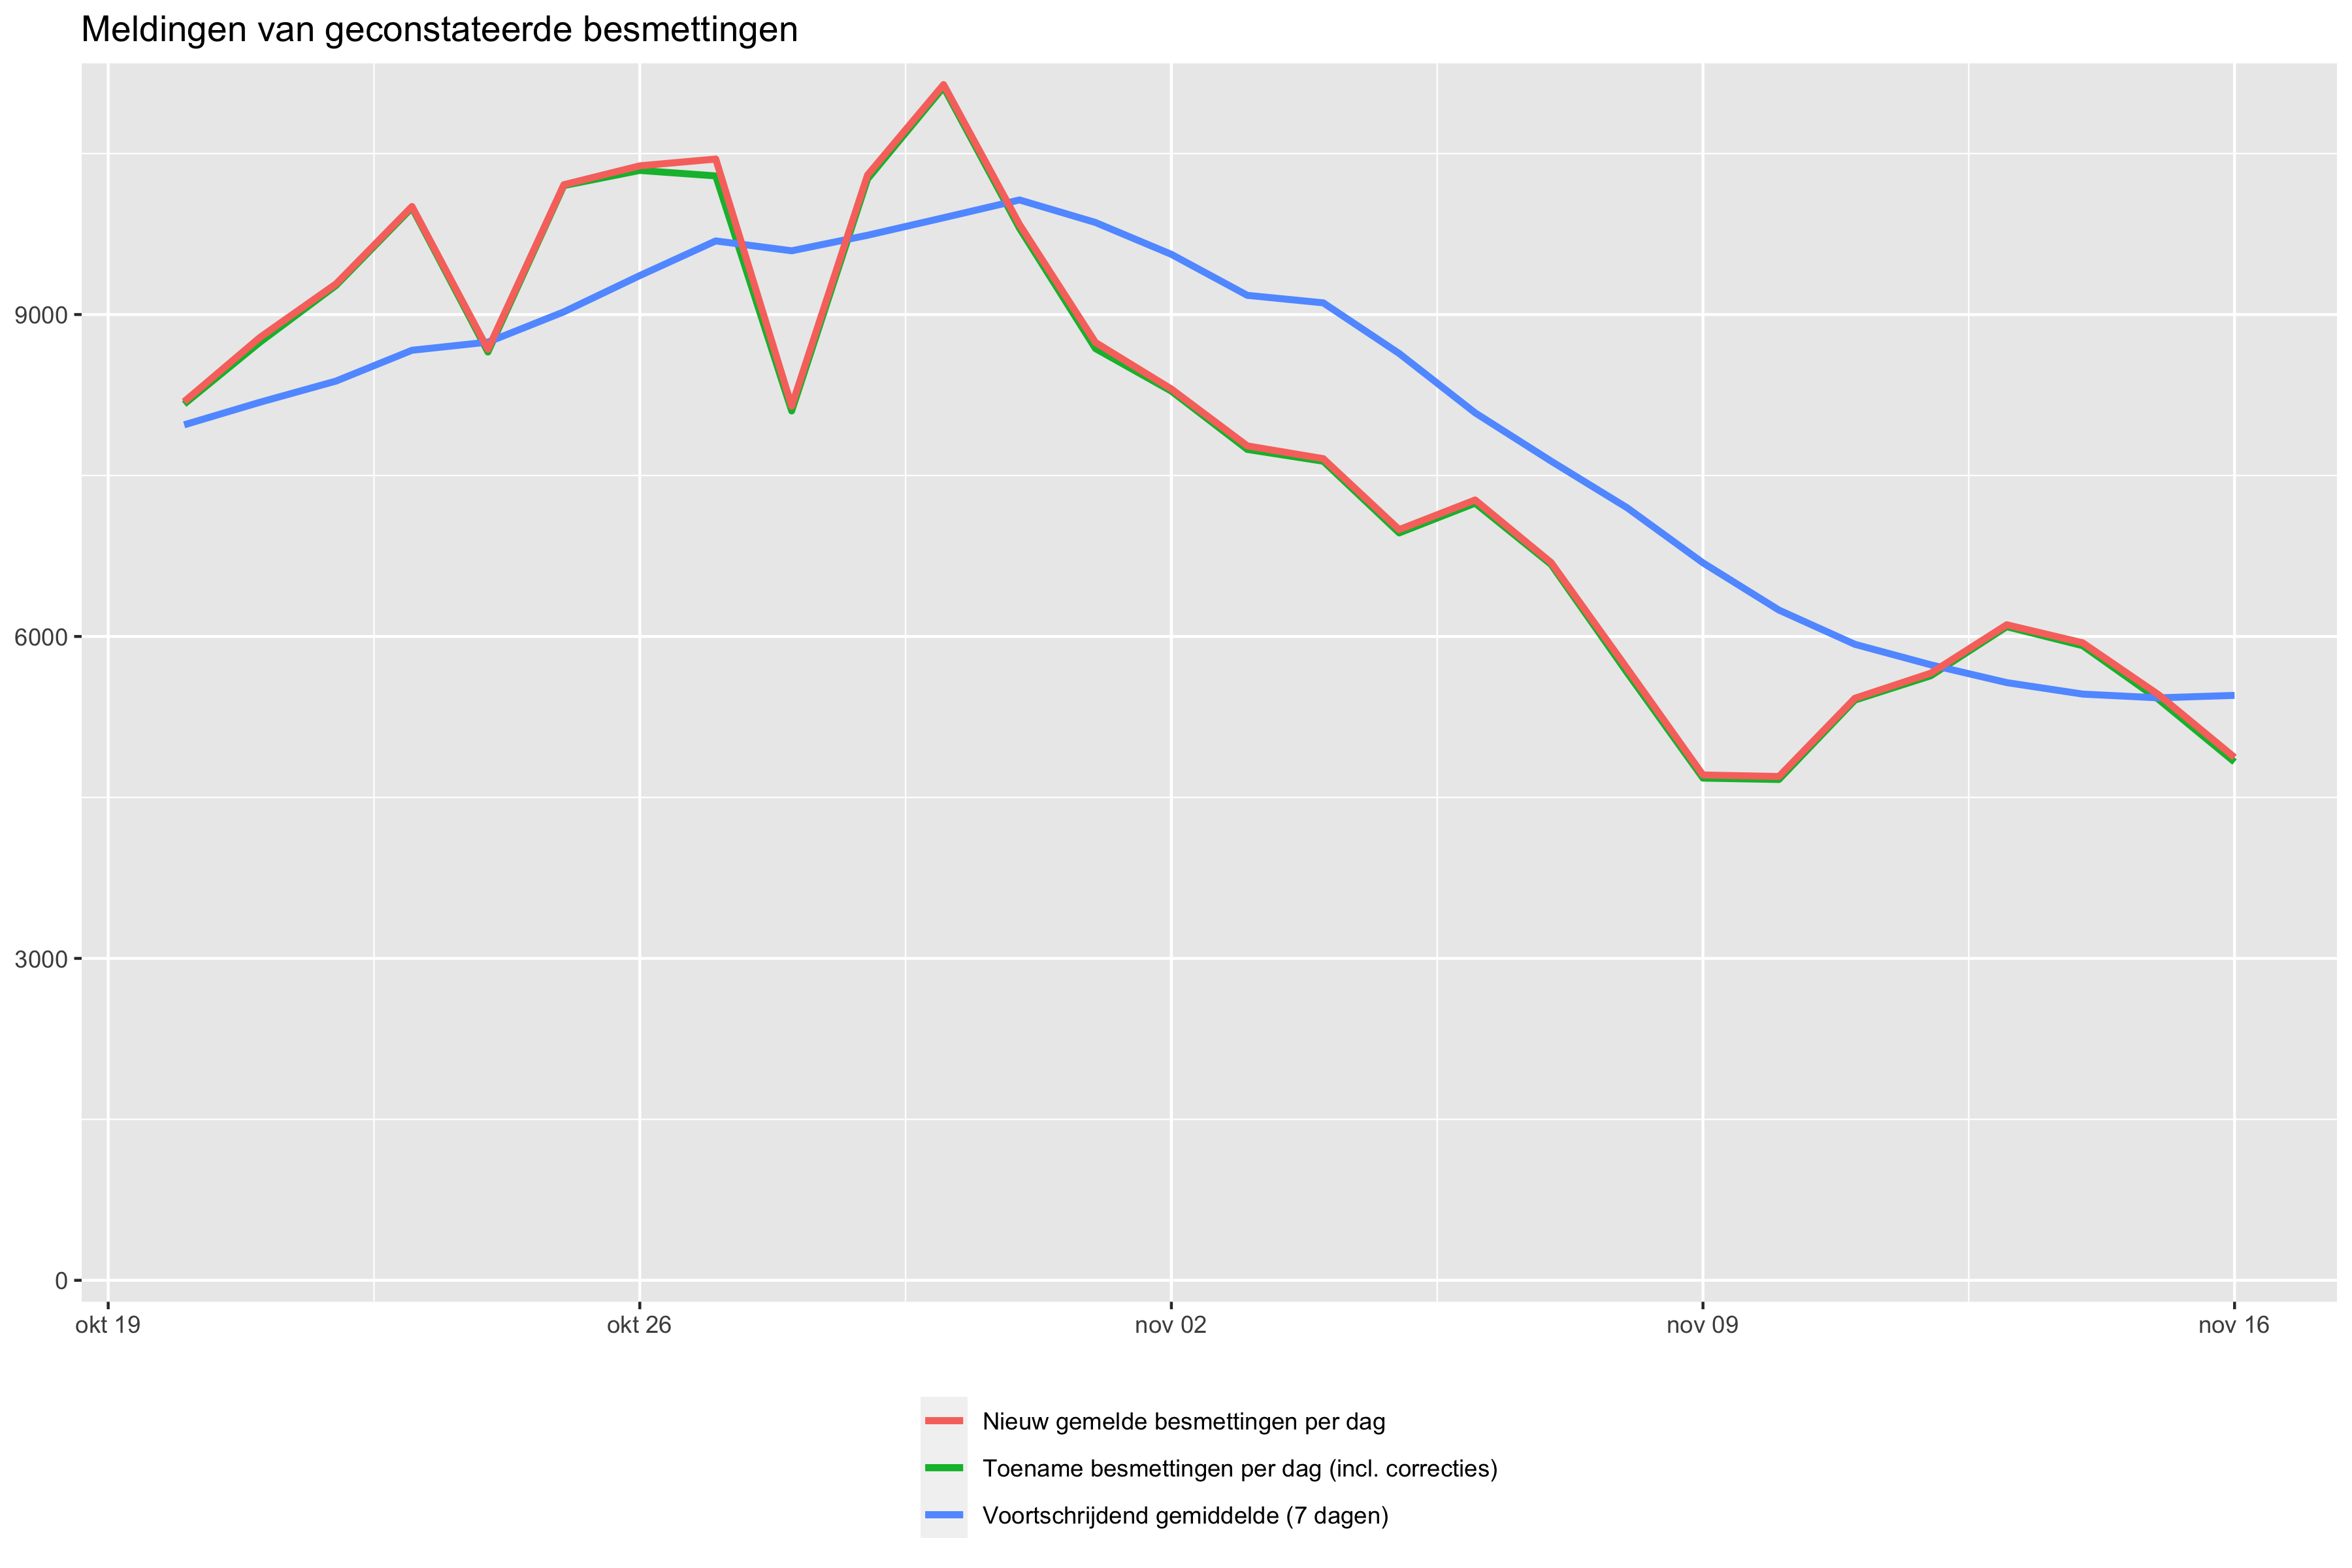 Meldingen van geconstateerde besmettingen
9000
6000
3000
0
okt 19
okt 26
nov 02
nov 09
nov 16
Nieuw gemelde besmettingen per dag
Toename besmettingen per dag (incl. correcties)
Voortschrijdend gemiddelde (7 dagen)